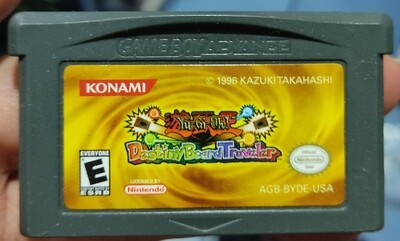 GAME BOY ADVANCE
KONAMI
© 1996 KAZUKI TAKAHASHI
Yu-Gi-Oh!
Destiny Board Traveler
EVERYONE
E
ESRB
LICENSED BY
Nintendo
Official
Nintendo
Seal
AGB-BYDE-USA